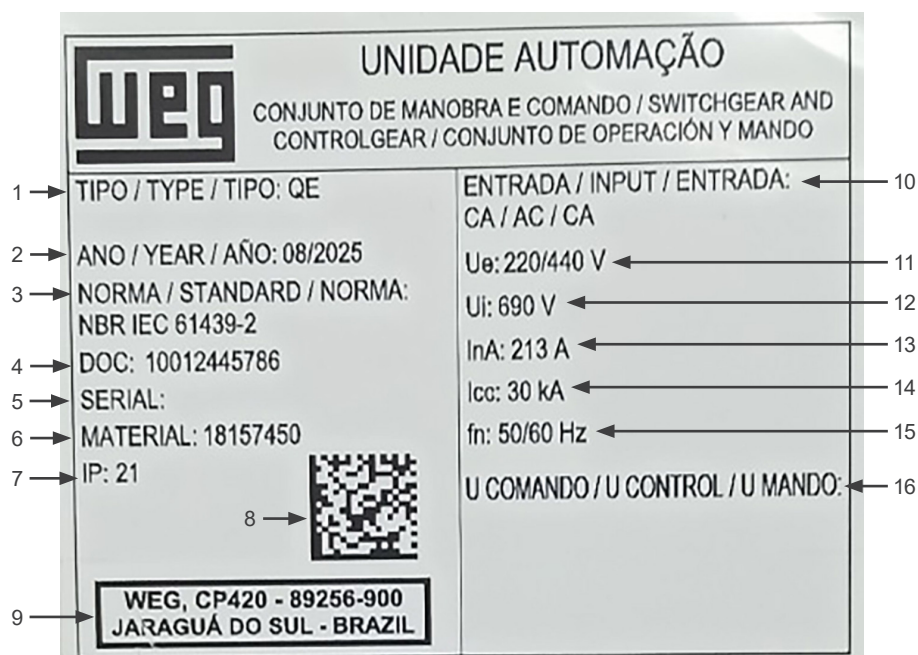 weg
UNIDADE AUTOMAÇÃO
CONJUNTO DE MANOBRA E COMANDO / SWITCHGEAR AND
CONTROLGEAR / CONJUNTO DE OPERACIÓN Y MANDO
1
TIPO / TYPE / TIPO: QE
2
ANO / YEAR / AÑO: 08/2025
3
NORMA / STANDARD / NORMA:
NBR IEC 61439-2
4
DOC: 10012445786
5
SERIAL:
6
MATERIAL: 18157450
7
IP: 21
8
9
WEG, CP420 - 89256-900
JARAGUÁ DO SUL - BRAZIL
ENTRADA / INPUT / ENTRADA:
10
CA / AC / CA
Ue: 220/440 V
11
Ui: 690 V
12
InA: 213 A
13
Icc: 30 kA
14
fn: 50/60 Hz
15
U COMANDO / U CONTROL / U MANDO:
16